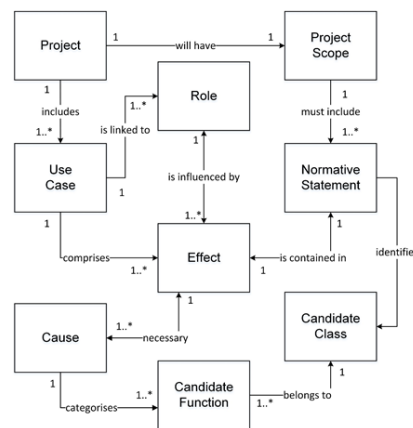 Project
1
will have
1
Project
Scope
1
includes
1..*
Role
1
must include
1..*
1..*
is linked to
1
Use
Case
1
is influenced by
Normative
Statement
1
comprises
1..*
1..*
Effect
1
is contained in
1
identifie
1
Cause
1..*
necessary
Candidate
Class
1
categorises
1..*
Candidate
Function
1..*
belongs to
1